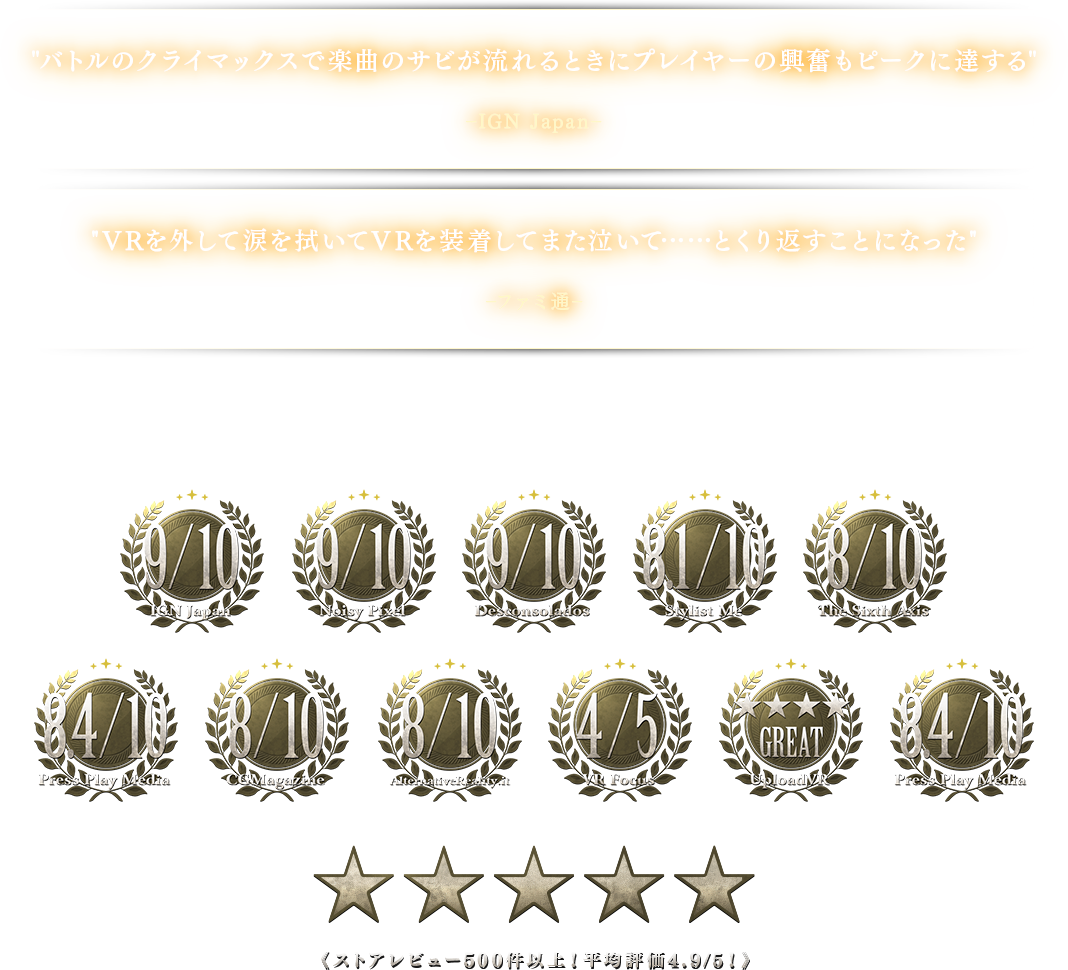 "バトルのクライマックスで楽曲のサビが流れるときにプレイヤーの興奮もピークに達する"
-IGN Japan-
"VRを外して涙を拭いてVRを装着してまた泣いて……とくり返すことになった"
-ファミ通-
9/10 9/10 9/10 8.1/10 8/10
IGN Japan Noisy Pixel Desconsolados Stylist Me The Sixth Axis
8.4/10 8/10 8/10 4/5 ★★★★ GREAT 8.4/10
Press Play Media CGMagazine AlternativeReality.it VR Focus UploadVR Press Play Media
《ストアレビュー500件以上！平均評価4.9/5！》